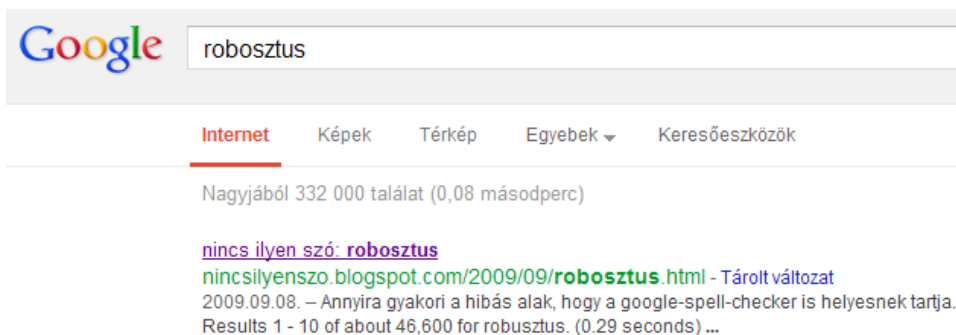 Google robosztus
Internet Képek Térkép Egyebek Keresőeszközök
Nagyjából 332 000 találat (0,08 másodperc)
nincs ilyen szó: robosztus
nincsilyenszo.blogspot.com/2009/09/robosztus.html - Tárolt változat
2009.09.08. – Annyira gyakori a hibás alak, hogy a google-spell-checker is helyesnek tartja.
Results 1 - 10 of about 46,600 for robusztus. (0.29 seconds) ...